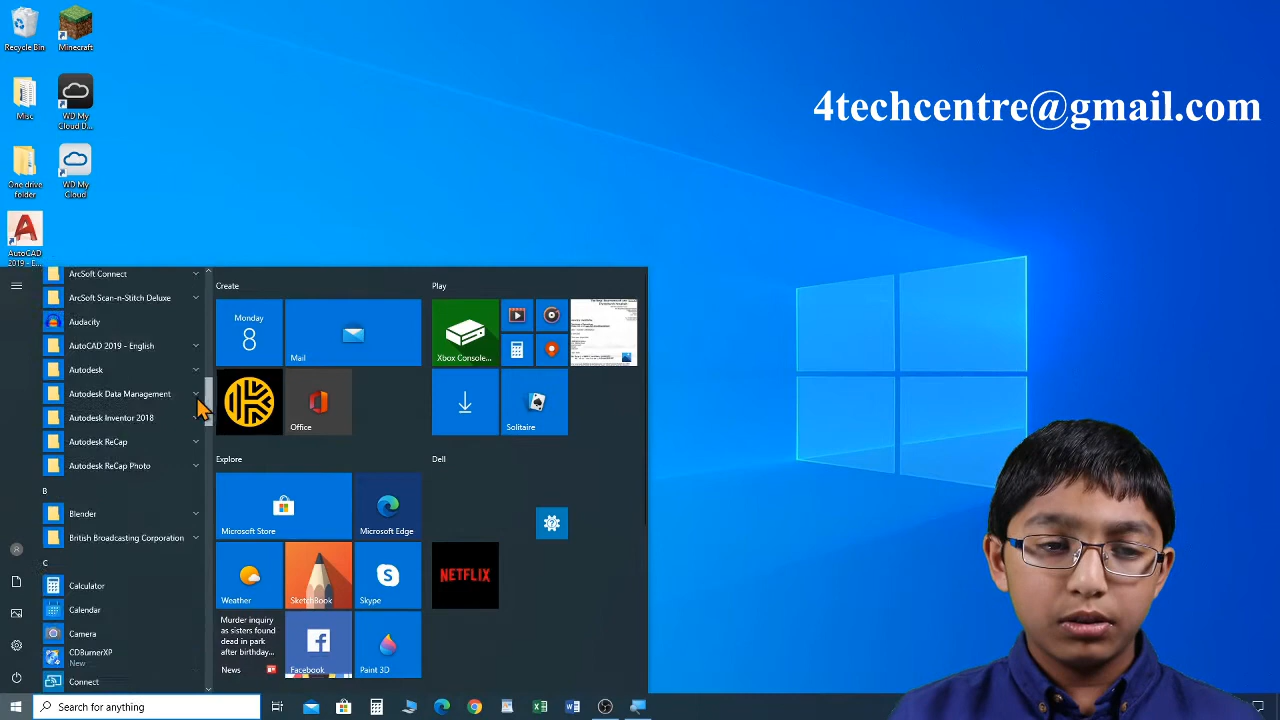 Recycle Bin
Minecraft
Misc
WD My
Cloud D...
One drive
folder
WD My
Cloud
AutoCAD
2019 - E...
4techcentre@gmail.com
ArcSoft Connect
ArcSoft Scan-n-Stitch Deluxe
Audacity
AutoCAD 2019 - English
Autodesk
Autodesk Data Management
Autodesk Inventor 2018
Autodesk ReCap
Autodesk ReCap Photo
B
Blender
British Broadcasting Corporation
C
Calculator
Calendar
Camera
CDBurnerXP
New
Connect
Create
Monday
8
Mail
Office
Explore
Microsoft Store
Microsoft Edge
Weather
SketchBook
Skype
Murder inquiry
as sisters found
dead in park
after birthday...
News
Facebook
Paint 3D
Play
Xbox Console...
Solitaire
Dell
NETFLIX
Search for anything